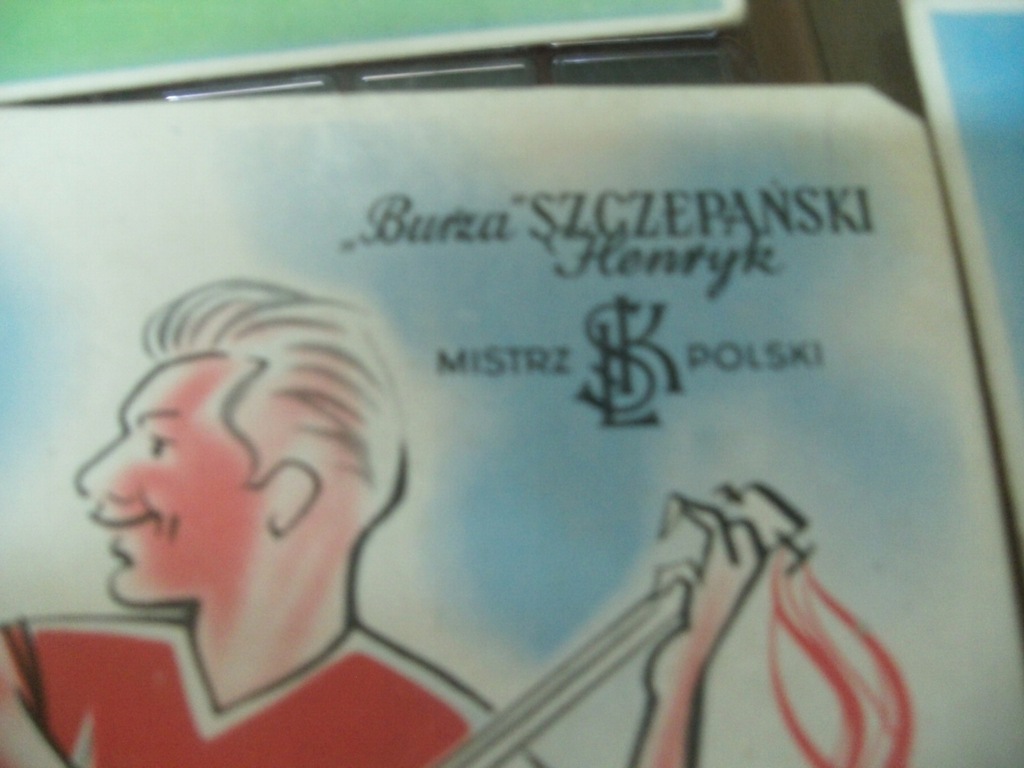 „Burza" SZCZEPAŃSKI
Henryk
MISTRZ ŁKS POLSKI